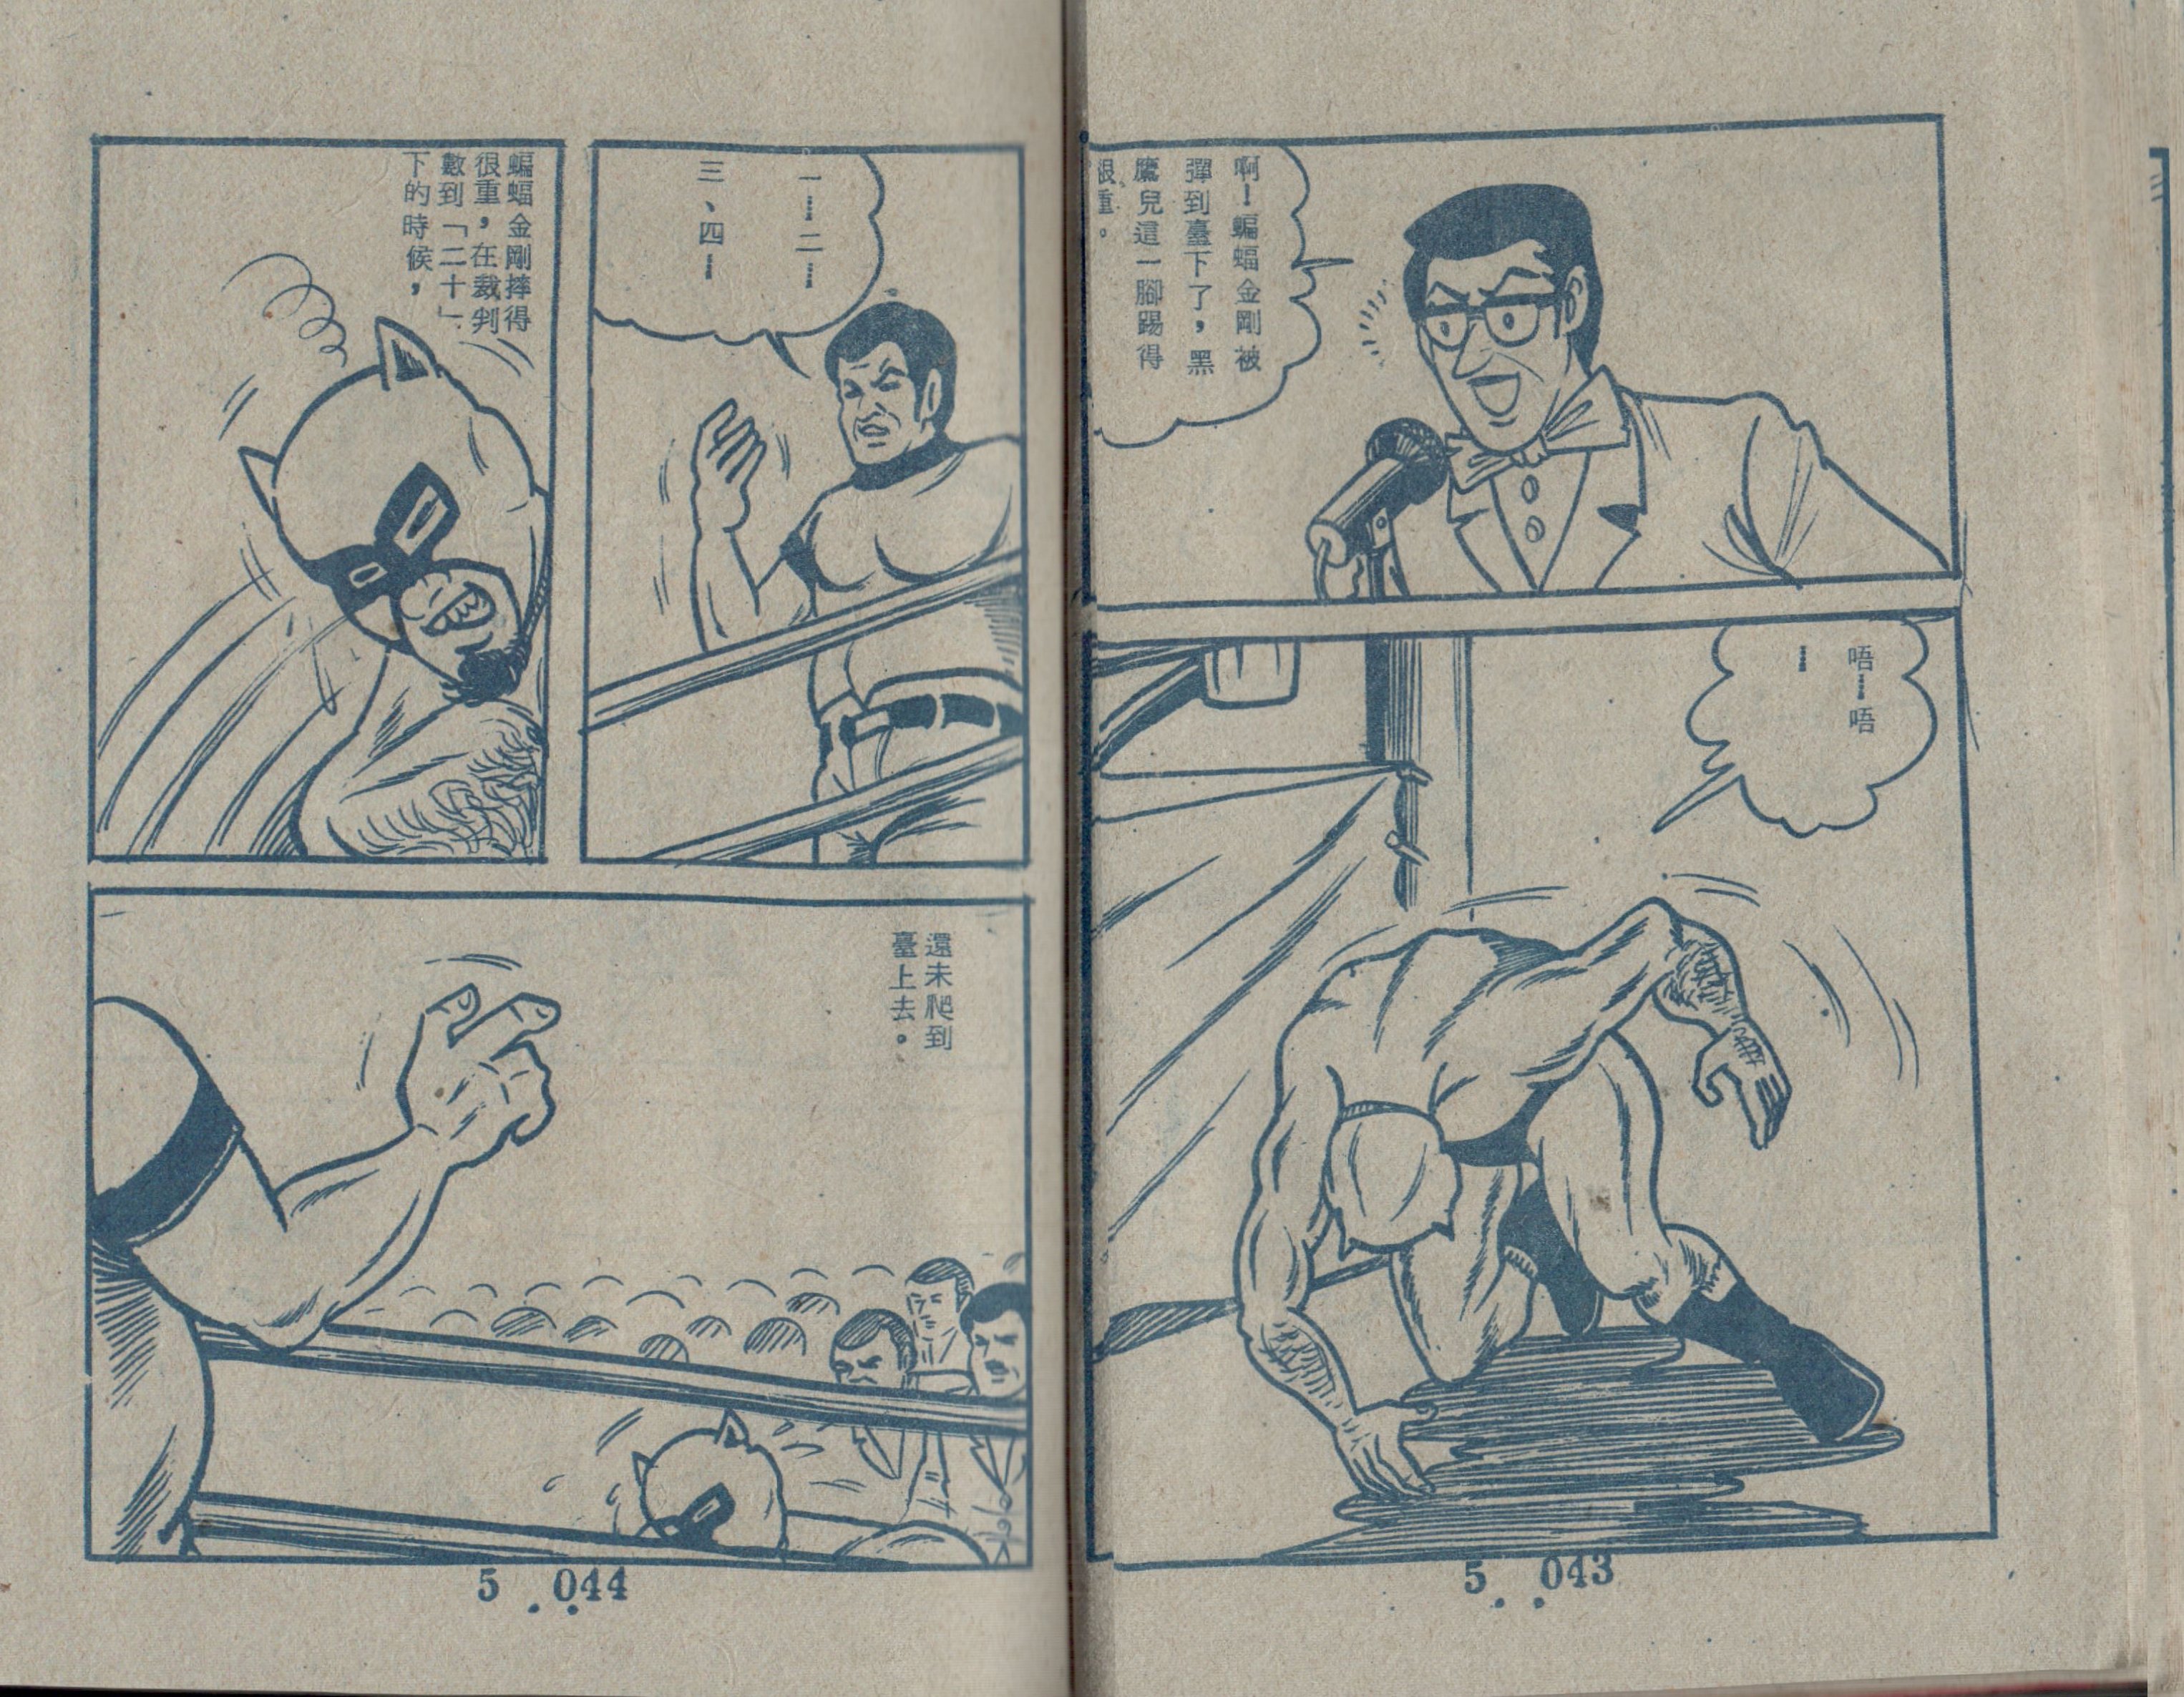 啊！蝙蝠金剛被
彈到臺下了，黑
鷹兒這一腳踢得
很重。
唔……唔
……
5．043
一……二……
三、四……
蝙蝠金剛摔得
很重，在裁判
數到「二十」
下的時候，
還未爬到
臺上去。
5．044